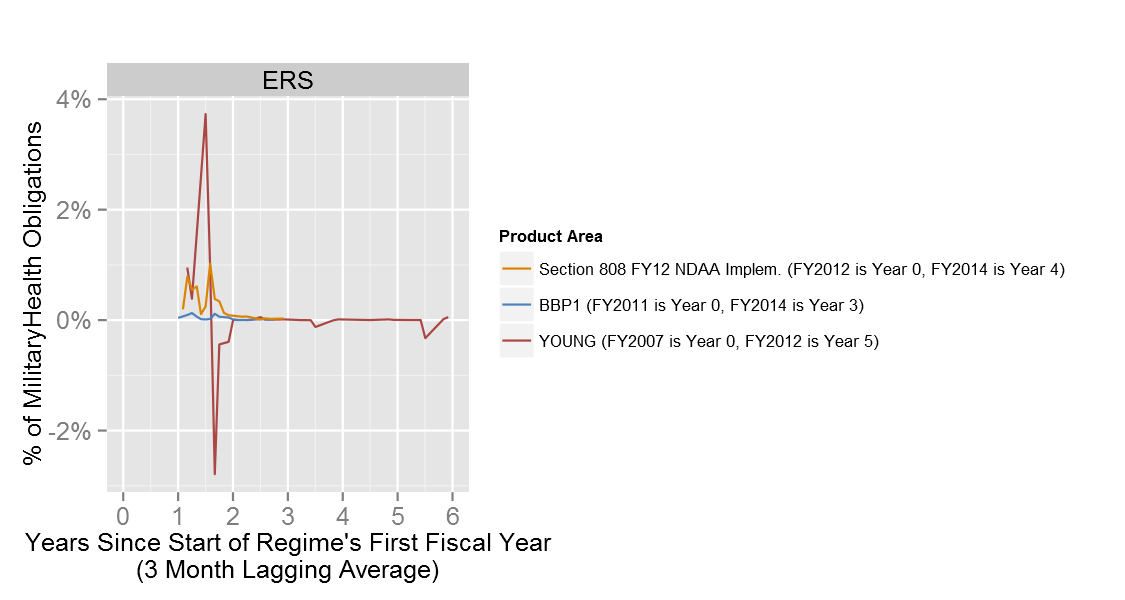 ERS
4%
2%
0%
-2%
% of MilitaryHealth Obligations
0 1 2 3 4 5 6
Years Since Start of Regime's First Fiscal Year
(3 Month Lagging Average)
Product Area
Section 808 FY12 NDAA Implem. (FY2012 is Year 0, FY2014 is Year 4)
BBP1 (FY2011 is Year 0, FY2014 is Year 3)
YOUNG (FY2007 is Year 0, FY2012 is Year 5)